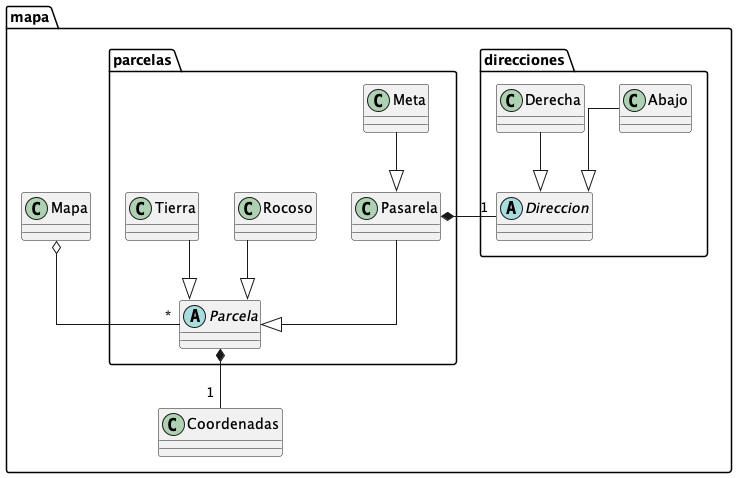 mapa
parcelas
direcciones
C Meta
C Derecha
C Abajo
C Mapa
C Tierra
C Rocoso
C Pasarela
1
A Direccion
*
A Parcela
1
C Coordenadas